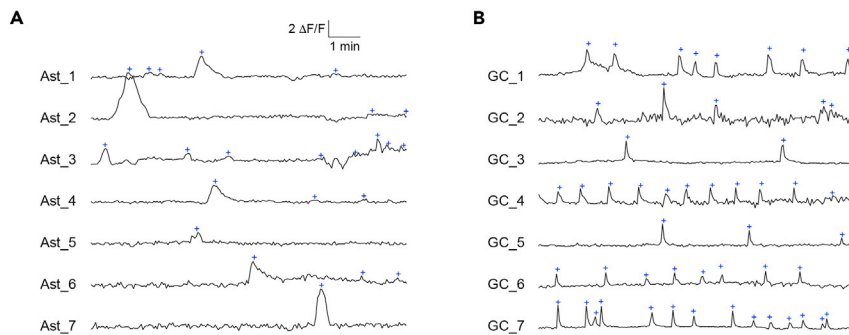 A
2 ΔF/F
1 min
Ast_1
Ast_2
Ast_3
Ast_4
Ast_5
Ast_6
Ast_7
B
GC_1
GC_2
GC_3
GC_4
GC_5
GC_6
GC_7